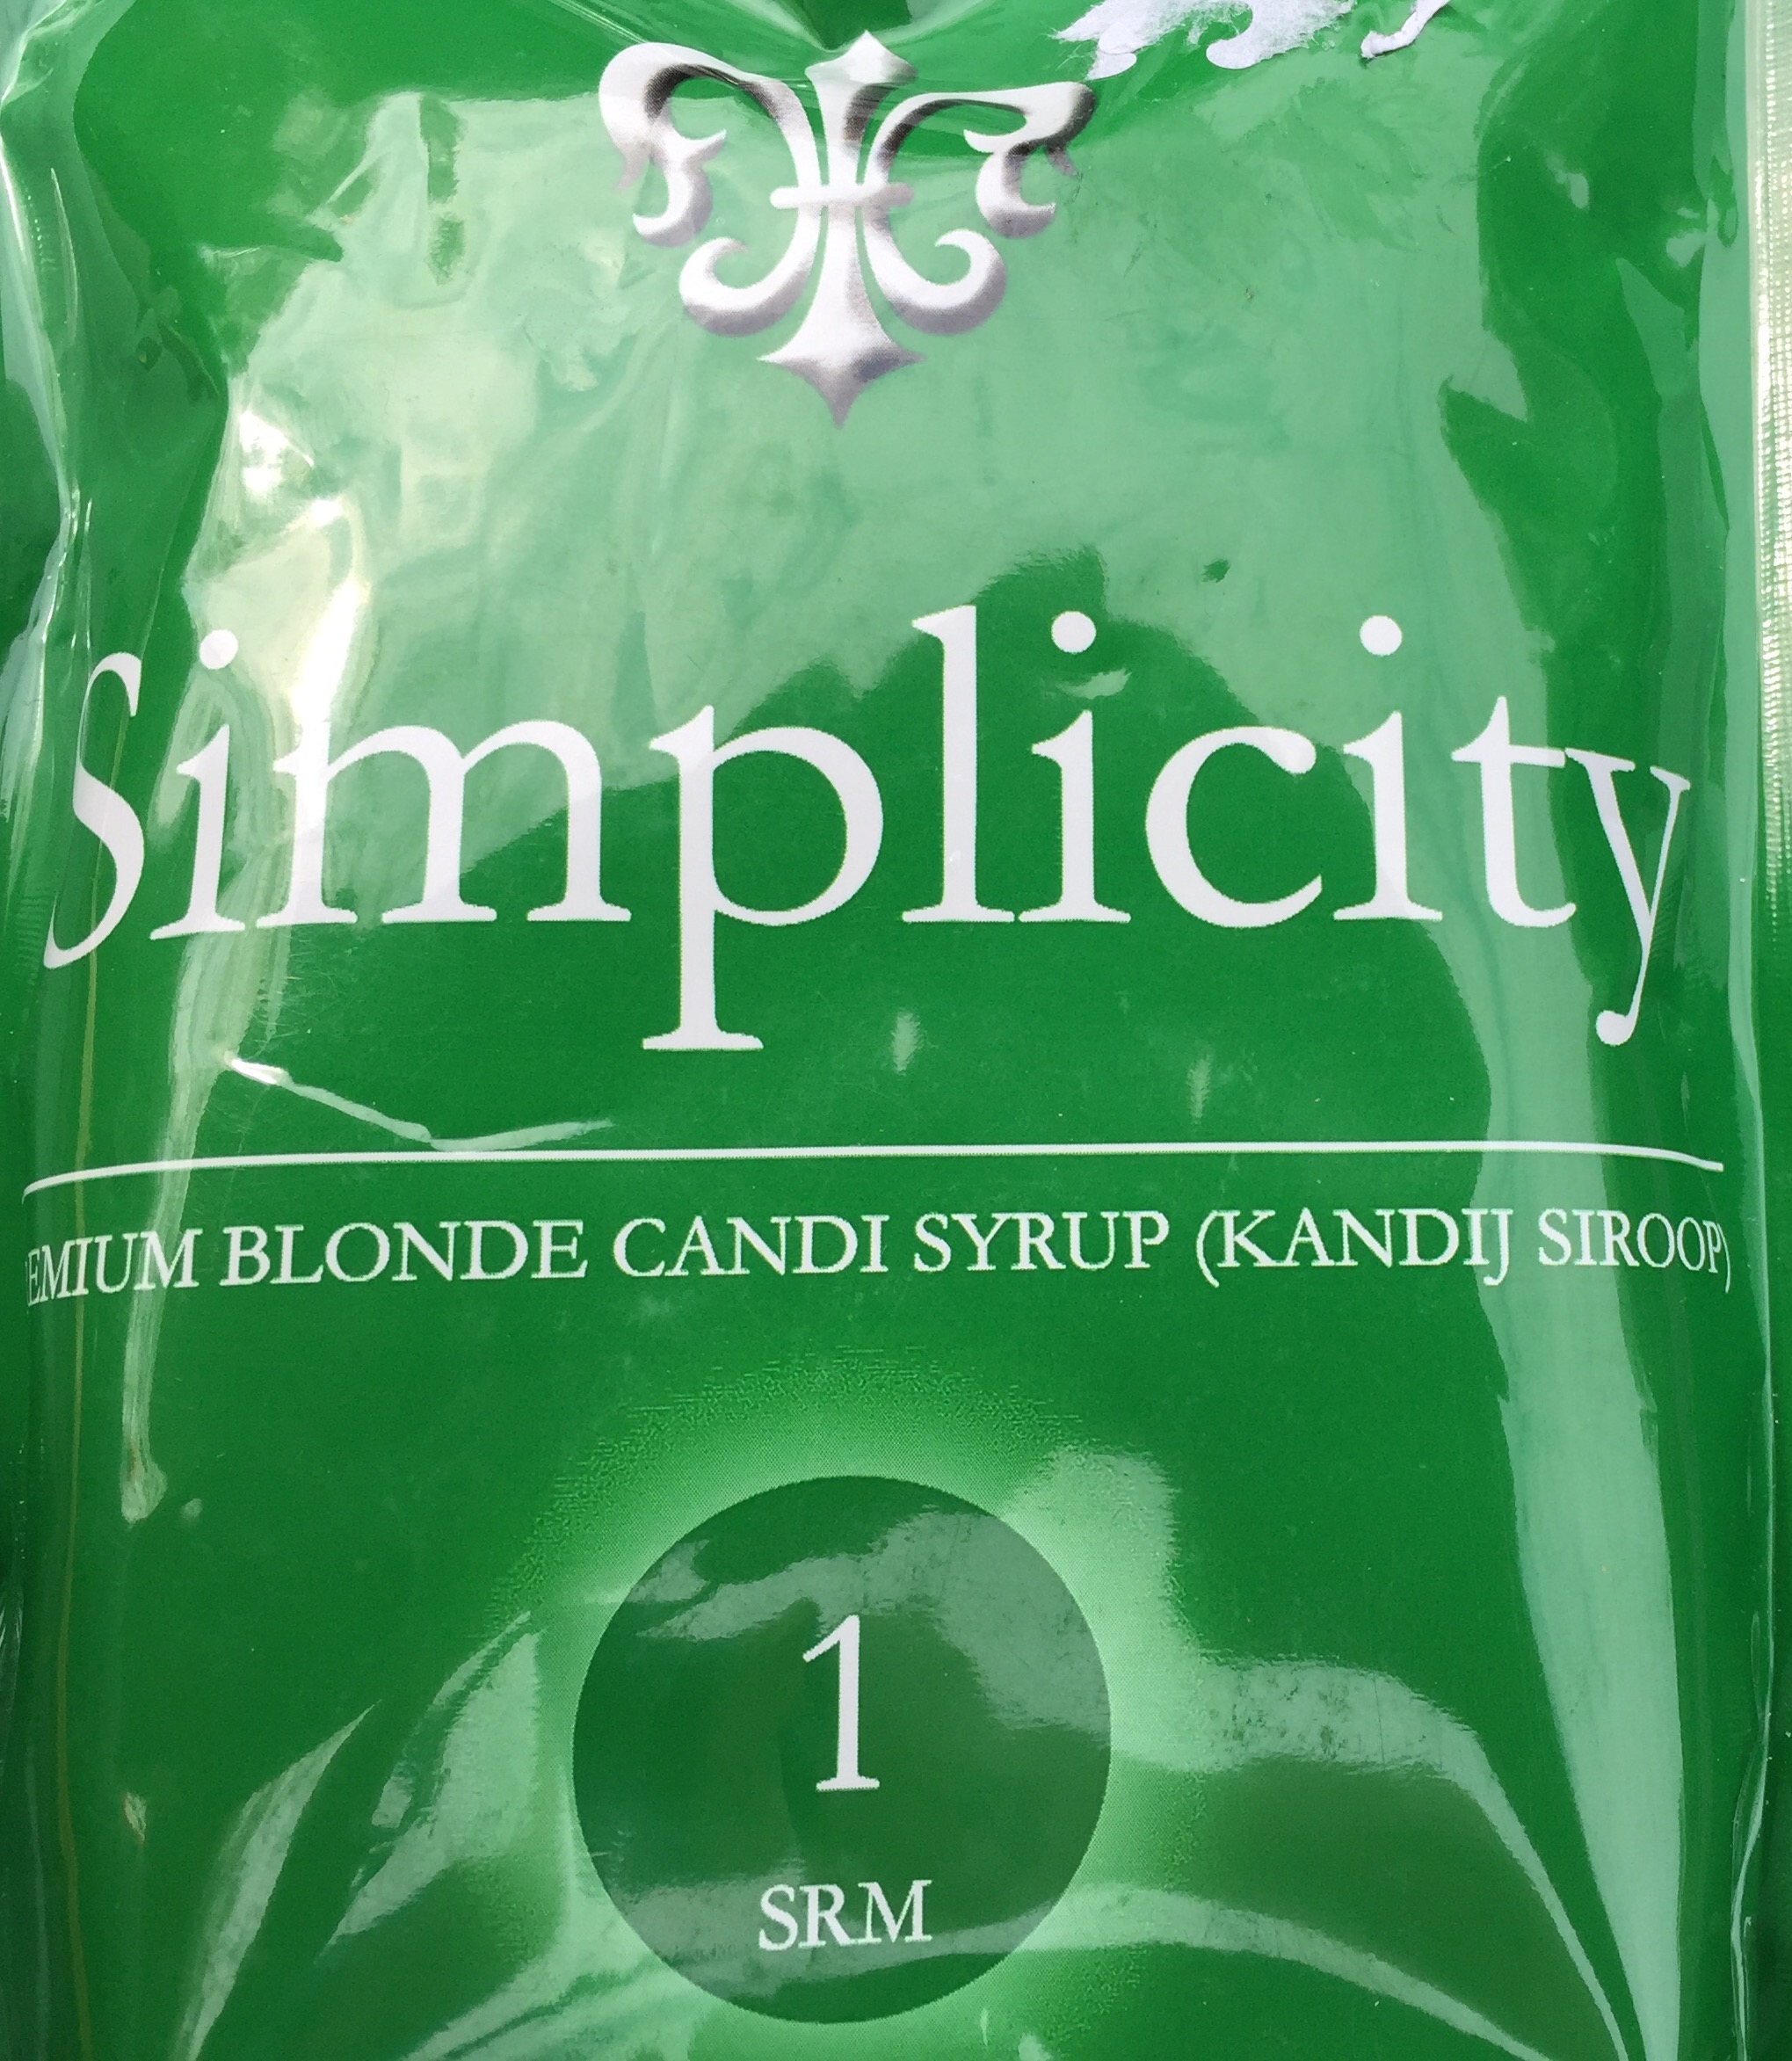 Simplicity
EMIUM BLONDE CANDI SYRUP (KANDIJ SIROOP)
1
SRM